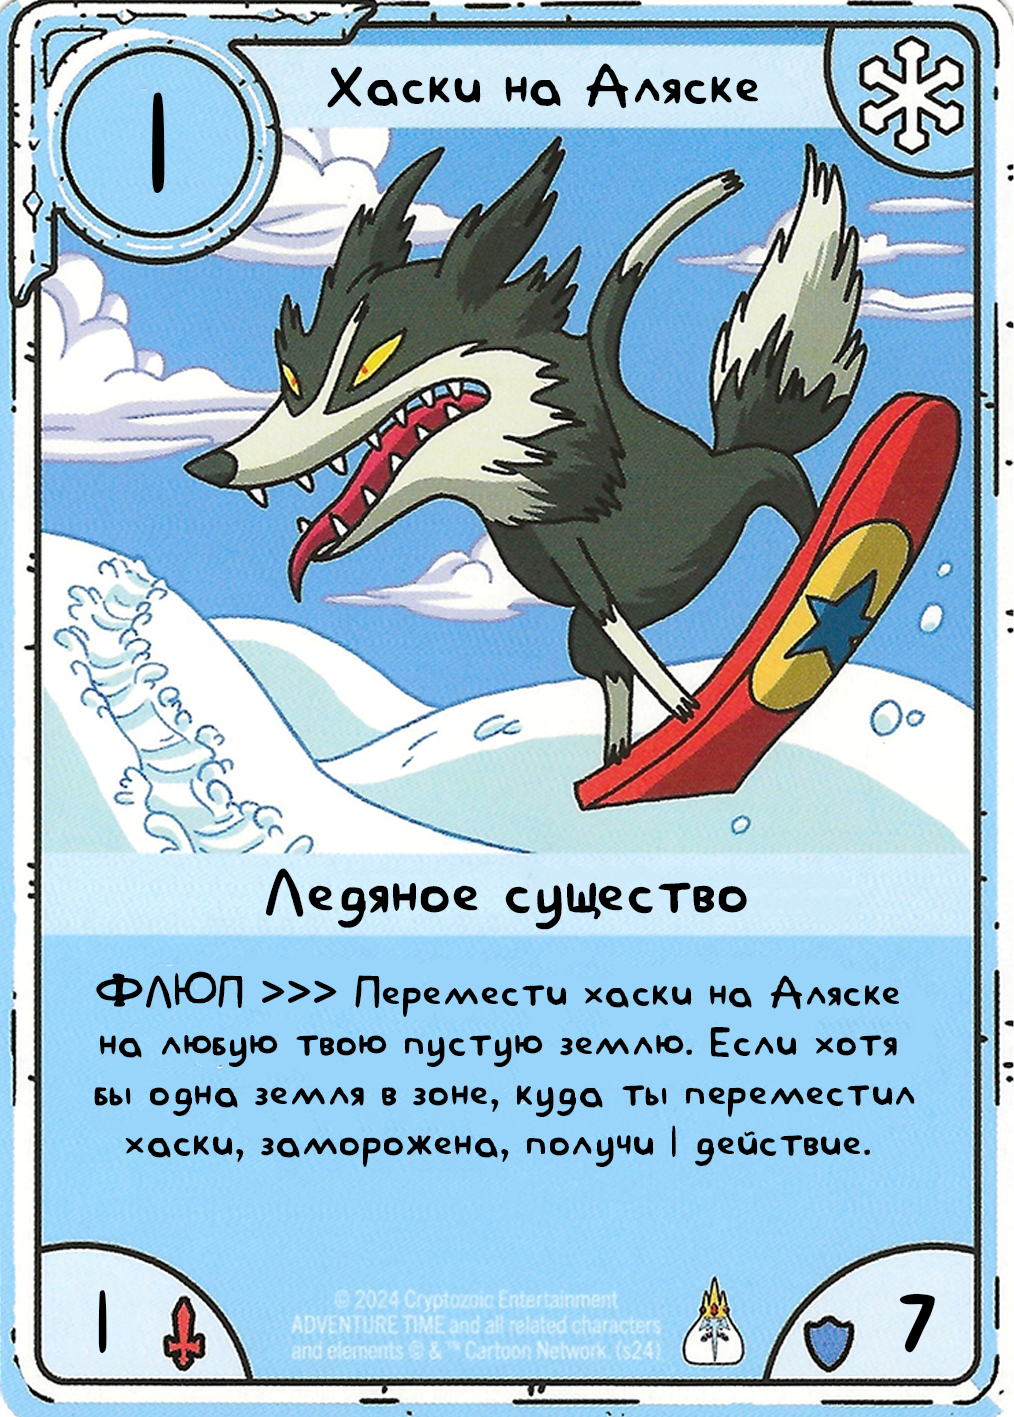 1
Хаски на Аляске
Ледяное существо
ФЛЮП >>> Перемести хаски на Аляске
на любую твою пустую землю. Если хотя
бы одна земля в зоне, куда ты переместил
хаски, заморожена, получи 1 действие.
1
7
© 2024 Cryptozoic Entertainment
ADVENTURE TIME and all related characters
and elements © & ™ Cartoon Network. (s24)